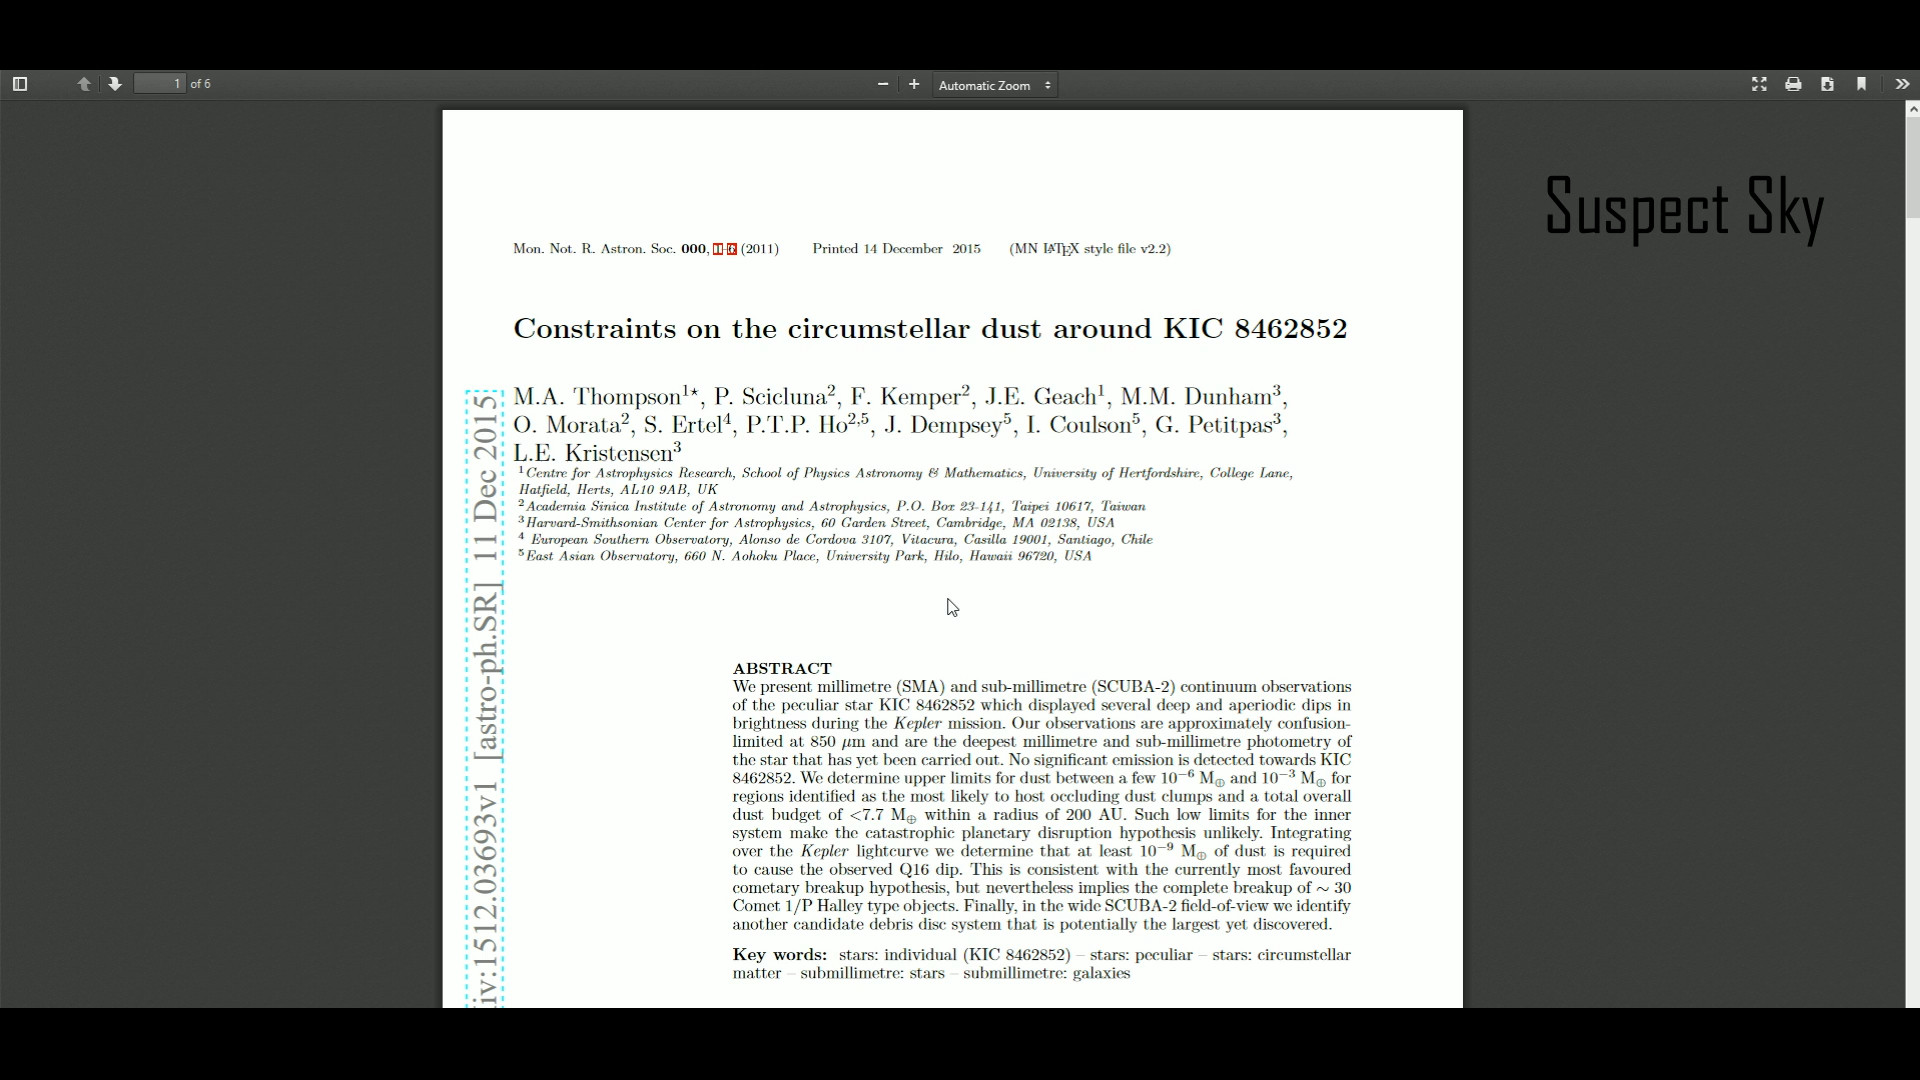 1 of 6
Automatic Zoom
Suspect Sky
Mon. Not. R. Astron. Soc. 000, 1–6 (2011) Printed 14 December 2015 (MN LATEX style file v2.2)
Constraints on the circumstellar dust around KIC 8462852
M.A. Thompson¹⋆, P. Scicluna², F. Kemper², J.E. Geach¹, M.M. Dunham³,
O. Morata², S. Ertel⁴, P.T.P. Ho²,⁵, J. Dempsey⁵, I. Coulson⁵, G. Petitpas³,
L.E. Kristensen³
¹Centre for Astrophysics Research, School of Physics Astronomy & Mathematics, University of Hertfordshire, College Lane,
Hatfield, Herts, AL10 9AB, UK
²Academia Sinica Institute of Astronomy and Astrophysics, P.O. Box 23-141, Taipei 10617, Taiwan
³Harvard-Smithsonian Center for Astrophysics, 60 Garden Street, Cambridge, MA 02138, USA
⁴ European Southern Observatory, Alonso de Cordova 3107, Vitacura, Casilla 19001, Santiago, Chile
⁵East Asian Observatory, 660 N. Aohoku Place, University Park, Hilo, Hawaii 96720, USA
iv:1512.03693v1 [astro-ph.SR] 11 Dec 2015
ABSTRACT
We present millimetre (SMA) and sub-millimetre (SCUBA-2) continuum observations
of the peculiar star KIC 8462852 which displayed several deep and aperiodic dips in
brightness during the Kepler mission. Our observations are approximately confusion-
limited at 850 μm and are the deepest millimetre and sub-millimetre photometry of
the star that has yet been carried out. No significant emission is detected towards KIC
8462852. We determine upper limits for dust between a few 10⁻⁶ M⊕ and 10⁻³ M⊕ for
regions identified as the most likely to host occluding dust clumps and a total overall
dust budget of <7.7 M⊕ within a radius of 200 AU. Such low limits for the inner
system make the catastrophic planetary disruption hypothesis unlikely. Integrating
over the Kepler lightcurve we determine that at least 10⁻⁹ M⊕ of dust is required
to cause the observed Q16 dip. This is consistent with the currently most favoured
cometary breakup hypothesis, but nevertheless implies the complete breakup of ∼ 30
Comet 1/P Halley type objects. Finally, in the wide SCUBA-2 field-of-view we identify
another candidate debris disc system that is potentially the largest yet discovered.
Key words: stars: individual (KIC 8462852) – stars: peculiar – stars: circumstellar
matter – submillimetre: stars – submillimetre: galaxies